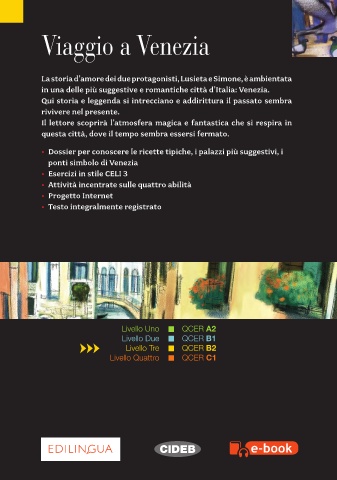 Viaggio a Venezia
La storia d'amore dei due protagonisti, Lusieta e Simone, è ambientata
in una delle più suggestive e romantiche città d'Italia: Venezia.
Qui storia e leggenda si intrecciano e addirittura il passato sembra
rivivere nel presente.
Il lettore scoprirà l'atmosfera magica e fantastica che si respira in
questa città, dove il tempo sembra essersi fermato.
• Dossier per conoscere le ricette tipiche, i palazzi più suggestivi, i
ponti simbolo di Venezia
• Esercizi in stile CELI 3
• Attività incentrate sulle quattro abilità
• Progetto Internet
• Testo integralmente registrato
Livello Uno QCER A2
Livello Due QCER B1
Livello Tre QCER B2
Livello Quattro QCER C1
EDILINGUA CIDEB e-book